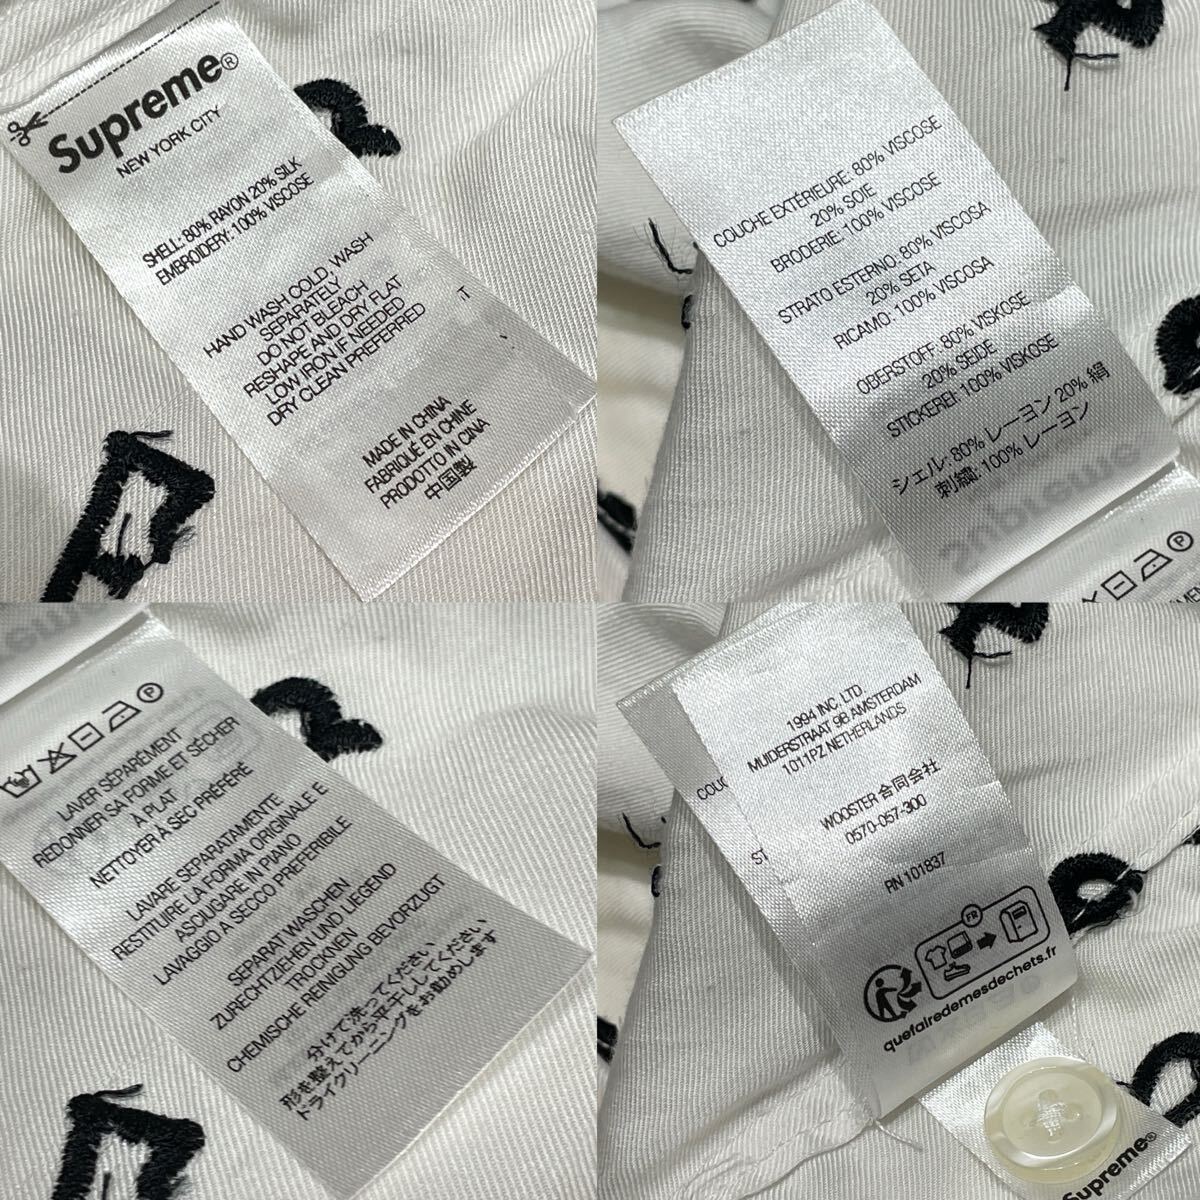 Supreme®
NEW YORK CITY
SHELL: 80% RAYON 20% SILK
EMBROIDERY: 100% VISCOSE
HAND WASH COLD, WASH
SEPARATELY
DO NOT BLEACH
RESHAPE AND DRY FLAT
LOW IRON IF NEEDED
DRY CLEAN PREFERRED
MADE IN CHINA
FABRIQUÉ EN CHINE
PRODOTTO IN CINA
中国製
COUCHE EXTÉRIEURE: 80% VISCOSE
20% SOIE
BRODERIE: 100% VISCOSE
STRATO ESTERNO: 80% VISCOSA
20% SETA
RICAMO: 100% VISCOSA
OBERSTOFF: 80% VISKOSE
20% SEIDE
STICKEREI: 100% VISKOSE
シェル: 80% レーヨン 20% 絹
刺繍: 100% レーヨン
LAVER SÉPARÉMENT
REDONNER SA FORME ET SÉCHER
À PLAT
NETTOYER À SEC PRÉFÉRÉ
LAVARE SEPARATAMENTE
RESTITUIRE LA FORMA ORIGINALE E
ASCIUGARE IN PIANO
LAVAGGIO A SECCO PREFERIBILE
SEPARAT WASCHEN
ZURECHTZIEHEN UND LIEGEND
TROCKNEN
CHEMISCHE REINIGUNG BEVORZUGT
分けて洗ってください
形を整えてから平干ししてください
ドライクリーニングをお勧めします
1994 INC. LTD.
MUIDERSTRAAT 9B AMSTERDAM
1011PZ NETHERLANDS
WOOSTER 合同会社
0570-057-300
RN 101837
FR
quefairedemesdechets.fr
Supreme®